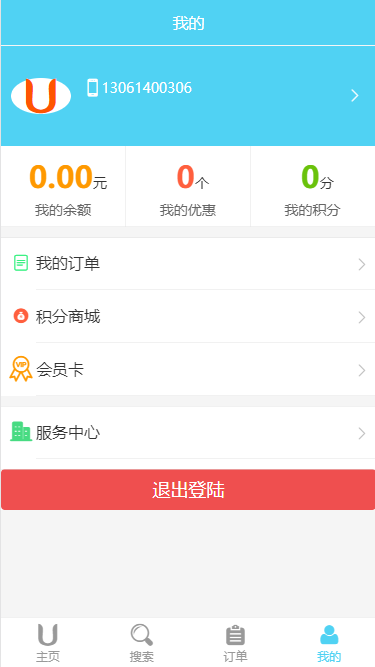 我的
U
13061400306
0.00元
0个
0分
我的余额
我的优惠
我的积分
我的订单
积分商城
VIP
会员卡
服务中心
退出登陆
U
主页
搜索
订单
我的